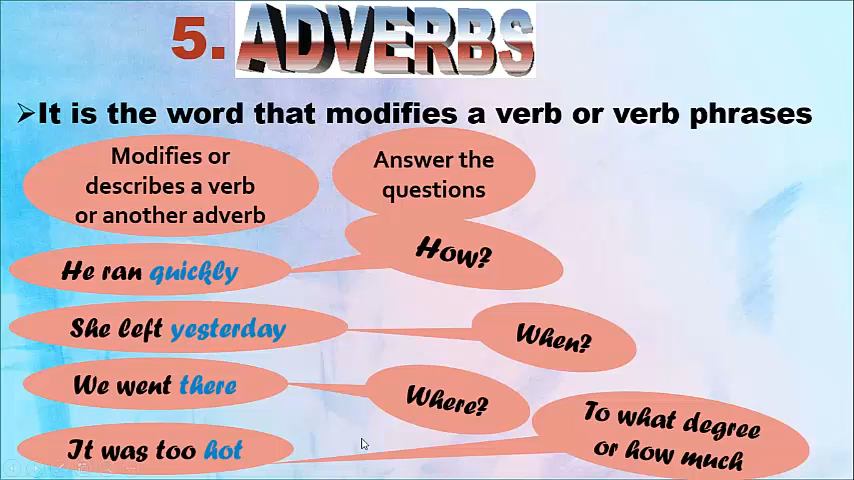 5. ADVERBS
➢It is the word that modifies a verb or verb phrases
Modifies or
describes a verb
or another adverb
Answer the
questions
He ran quickly
How?
She left yesterday
When?
We went there
Where?
It was too hot
To what degree
or how much